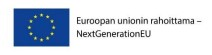 Euroopan unionin rahoittama –
NextGenerationEU